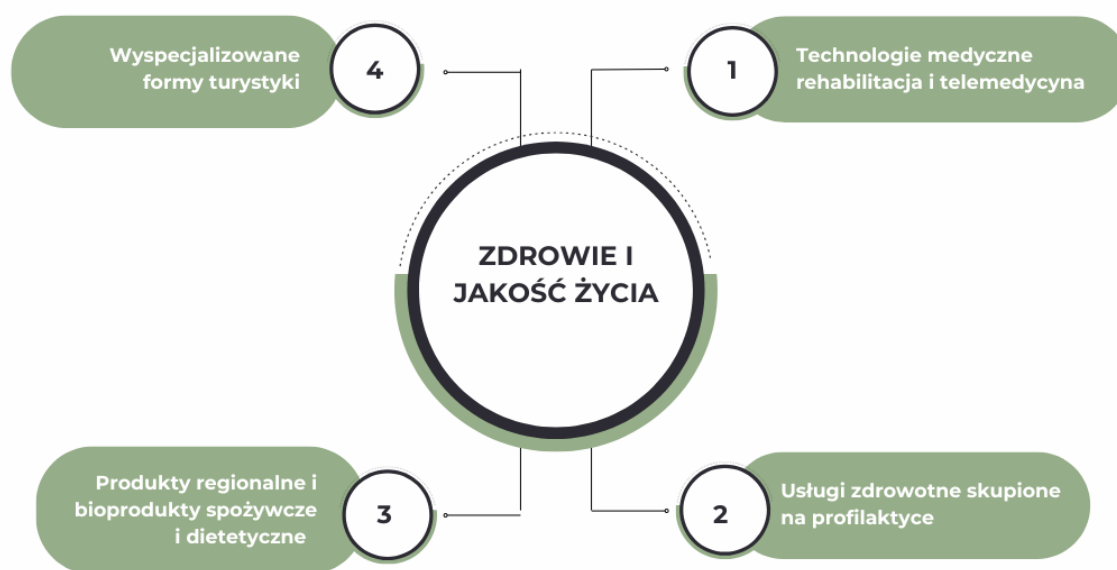 Wyspecjalizowane
formy turystyki
4
1
Technologie medyczne
rehabilitacja i telemedycyna
ZDROWIE I
JAKOŚĆ ŻYCIA
Produkty regionalne i
bioprodukty spożywcze
i dietetyczne
3
2
Usługi zdrowotne skupione
na profilaktyce